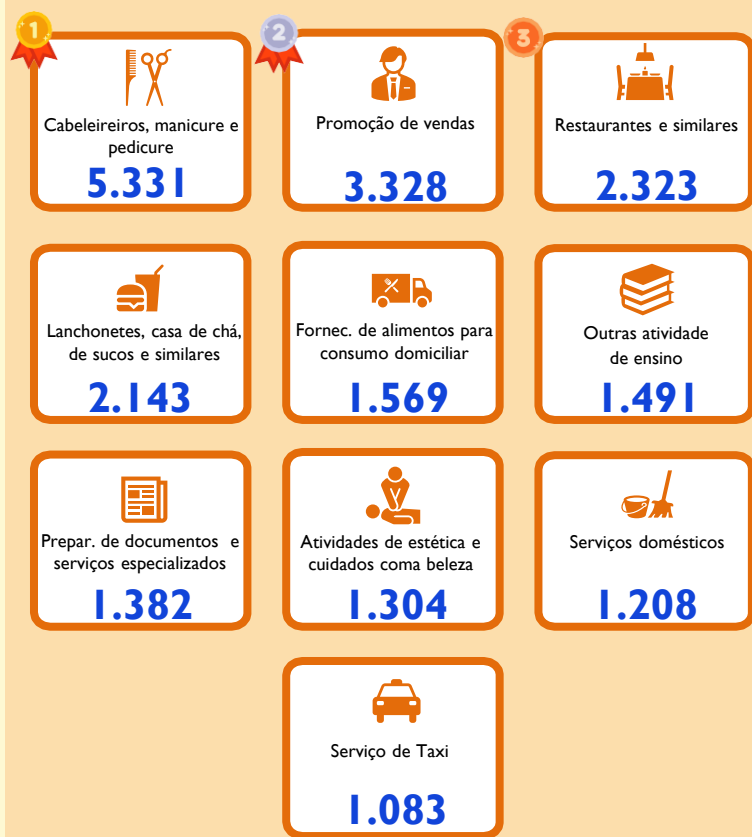 1
Cabeleireiros, manicure e
pedicure
5.331
2
Promoção de vendas
3.328
3
Restaurantes e similares
2.323
Lanchonetes, casa de chá,
de sucos e similares
2.143
Fornec. de alimentos para
consumo domiciliar
1.569
Outras atividade
de ensino
1.491
Prepar. de documentos e
serviços especializados
1.382
Atividades de estética e
cuidados coma beleza
1.304
Serviços domésticos
1.208
Serviço de Taxi
1.083